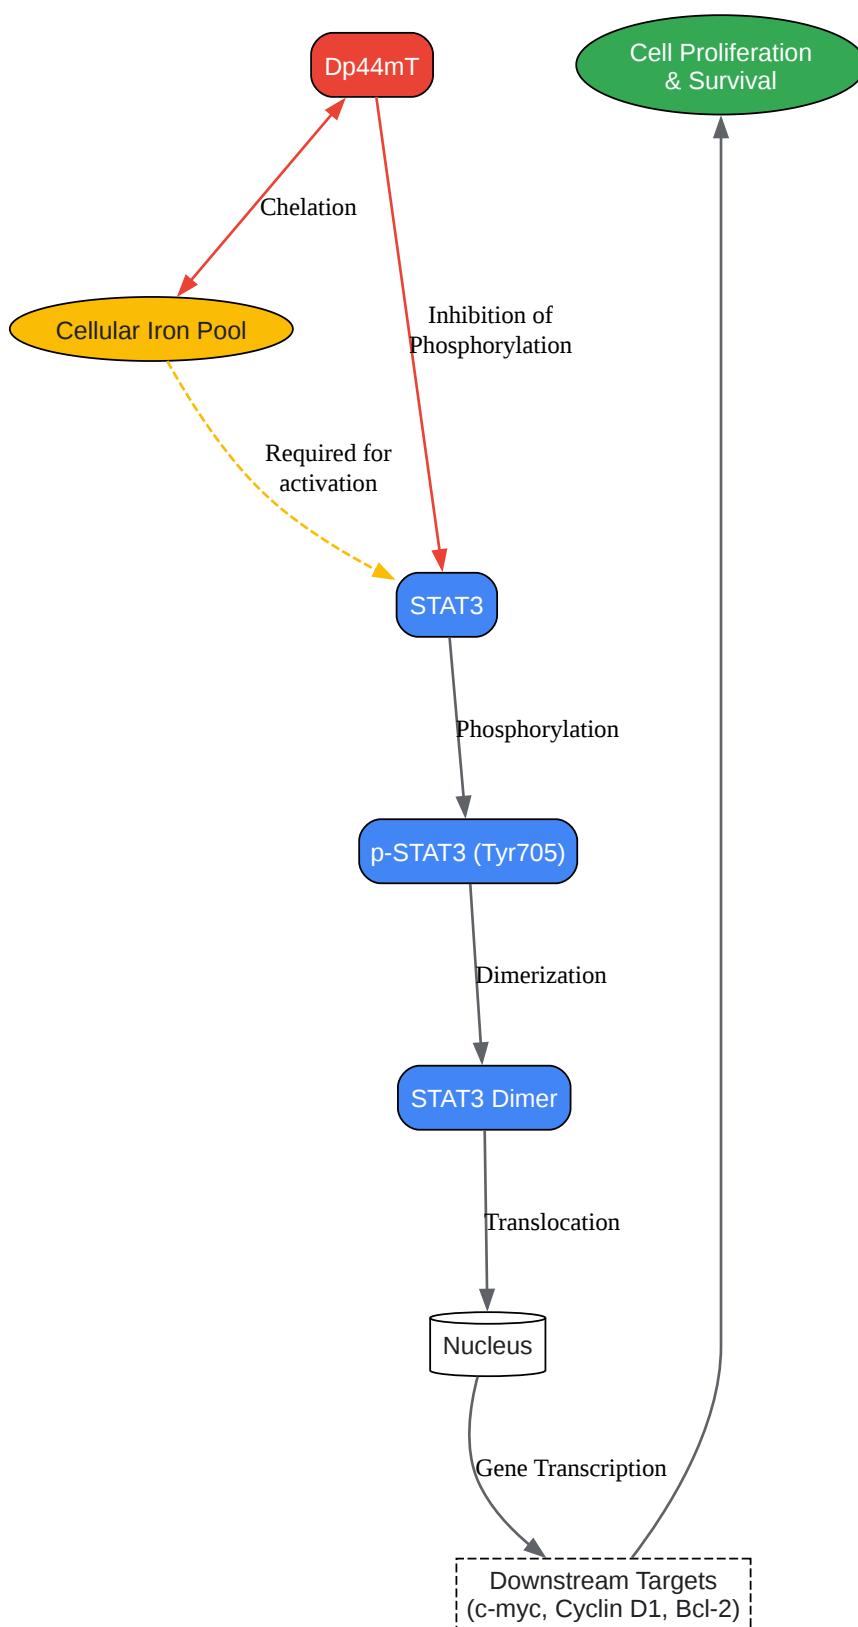 Dp44mT
Cell Proliferation
& Survival
Chelation
Inhibition of
Phosphorylation
Cellular Iron Pool
Required for
activation
STAT3
Phosphorylation
p-STAT3 (Tyr705)
Dimerization
STAT3 Dimer
Translocation
Nucleus
Gene Transcription
Downstream Targets
(c-myc, Cyclin D1, Bcl-2)